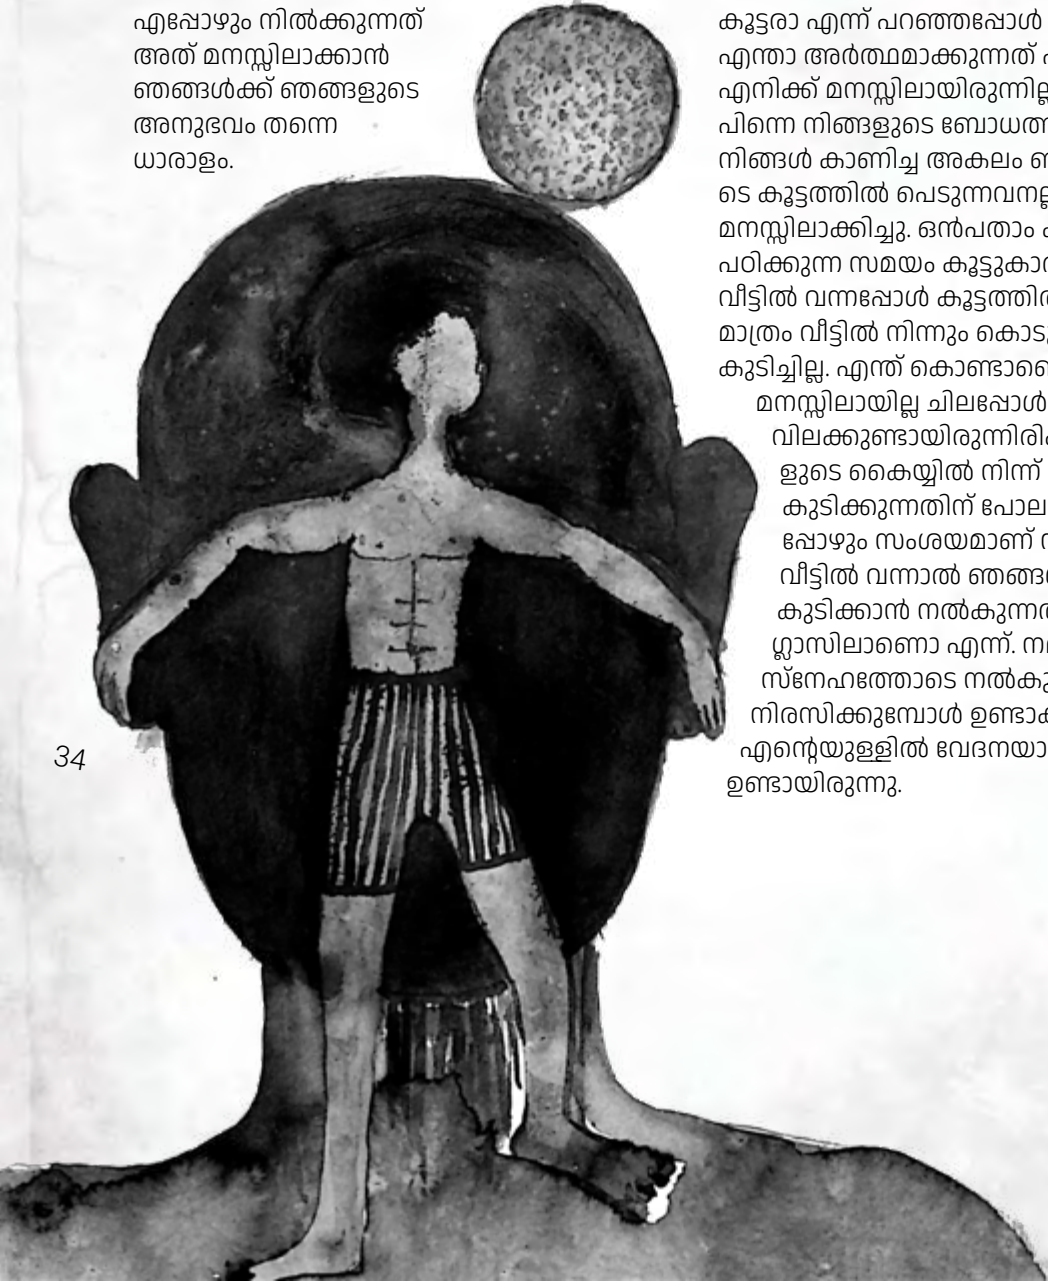 എപ്പോഴും നിൽക്കുന്നത്
അത് മനസ്സിലാക്കാൻ
ഞങ്ങൾക്ക് ഞങ്ങളുടെ
അനുഭവം തന്നെ
ധാരാളം.
കൂട്ടരാ എന്ന് പറഞ്ഞപ്പോൾ
എന്താ അർത്ഥമാക്കുന്നത്
എനിക്ക് മനസ്സിലായിരുന്നില്ല
പിന്നെ നിങ്ങളുടെ
നിങ്ങൾ കാണിച്ച അകലം
ടെ കൂട്ടത്തിൽ
മനസ്സിലാക്കിച്ചു. ഒൻപതാം
പഠിക്കുന്ന സമയം
വീട്ടിൽ വന്നപ്പോൾ
മാത്രം വീട്ടിൽ നിന്നും
കുടിച്ചില്ല. എന്ത്
മനസ്സിലായില്ല ചിലപ്പോൾ
ളുടെ കൈയ്യിൽ നിന്ന്
കുടിക്കുന്നതിന്
പ്പോഴും സംശയമാണ്
വീട്ടിൽ വന്നാൽ
കുടിക്കാൻ
ഗ്ലാസിലാണൊ എന്ന്.
സ്നേഹത്തോടെ
നിരസിക്കുമ്പോൾ
എന്റെയുള്ളിൽ
ഉണ്ടായിരുന്നു.
34